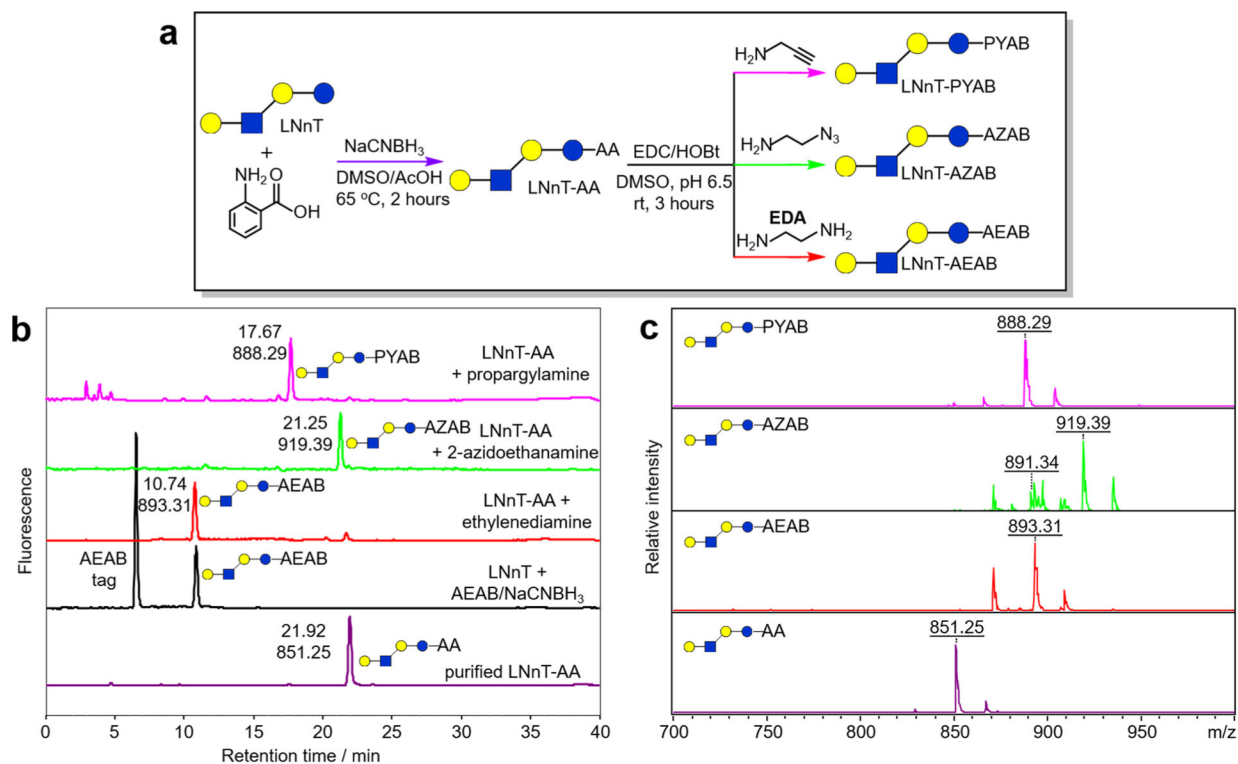 a
LNnT
+
NH2
O
OH
NaCNBH3
DMSO/AcOH
65 ºC, 2 hours
AA
LNnT-AA
EDC/HOBt
DMSO, pH 6.5
rt, 3 hours
H2N
PYAB
LNnT-PYAB
H2N
N3
AZAB
LNnT-AZAB
EDA
H2N
NH2
AEAB
LNnT-AEAB
b
Fluorescence
17.67
888.29
PYAB
LNnT-AA
+ propargylamine
21.25
919.39
AZAB
LNnT-AA
+ 2-azidoethanamine
10.74
893.31
AEAB
LNnT-AA +
ethylenediamine
AEAB
tag
AEAB
LNnT +
AEAB/NaCNBH3
21.92
851.25
AA
purified LNnT-AA
0 5 10 15 20 25 30 35 40
Retention time / min
c
Relative intensity
PYAB
888.29
AZAB
919.39
891.34
AEAB
893.31
AA
851.25
700 750 800 850 900 950 m/z